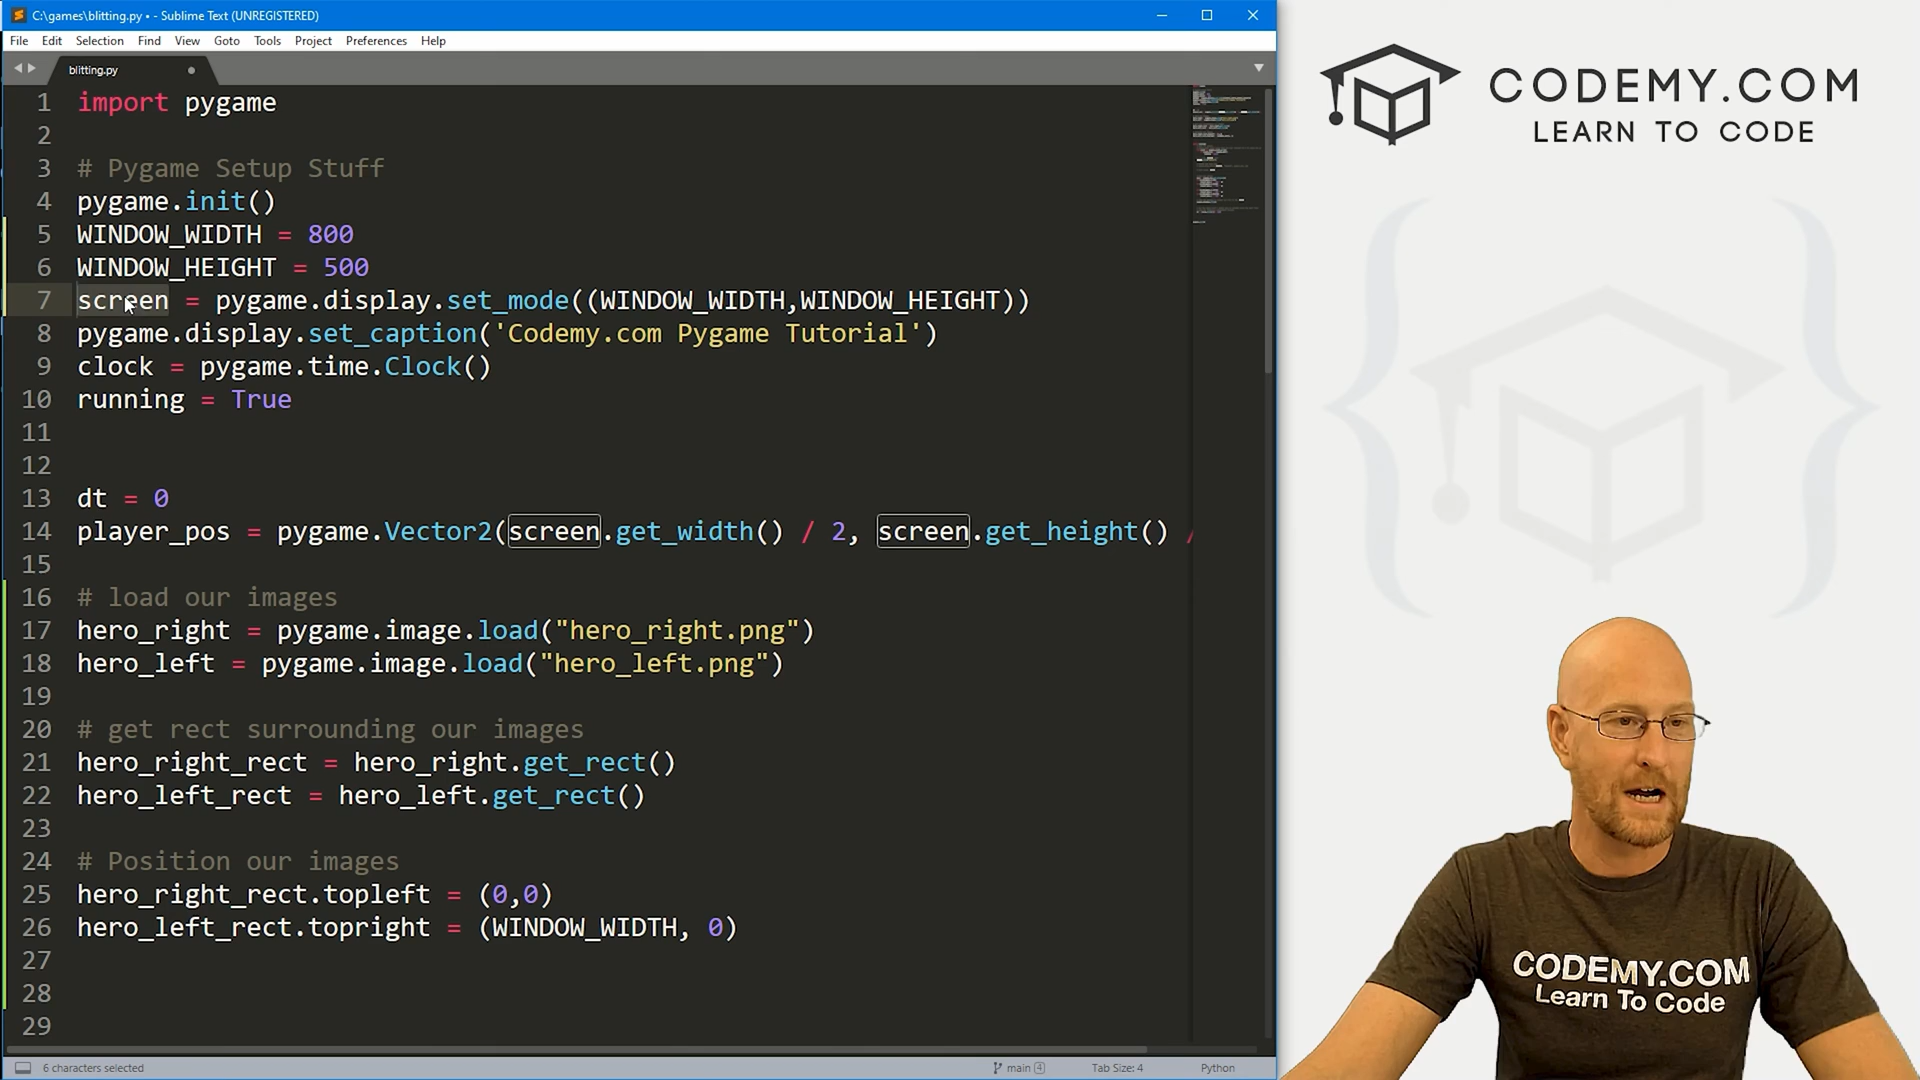 C:\games\blitting.py • - Sublime Text (UNREGISTERED)
File Edit Selection Find View Goto Tools Project Preferences Help
blitting.py
1 import pygame
2
3 # Pygame Setup Stuff
4 pygame.init()
5 WINDOW_WIDTH = 800
6 WINDOW_HEIGHT = 500
7 screen = pygame.display.set_mode((WINDOW_WIDTH,WINDOW_HEIGHT))
8 pygame.display.set_caption('Codemy.com Pygame Tutorial')
9 clock = pygame.time.Clock()
10 running = True
11
12
13 dt = 0
14 player_pos = pygame.Vector2(screen.get_width() / 2, screen.get_height() /
15
16 # load our images
17 hero_right = pygame.image.load("hero_right.png")
18 hero_left = pygame.image.load("hero_left.png")
19
20 # get rect surrounding our images
21 hero_right_rect = hero_right.get_rect()
22 hero_left_rect = hero_left.get_rect()
23
24 # Position our images
25 hero_right_rect.topleft = (0,0)
26 hero_left_rect.topright = (WINDOW_WIDTH, 0)
27
28
29
6 characters selected
main 4
Tab Size: 4
Python
CODEMY.COM
LEARN TO CODE
CODEMY.COM
Learn To Code